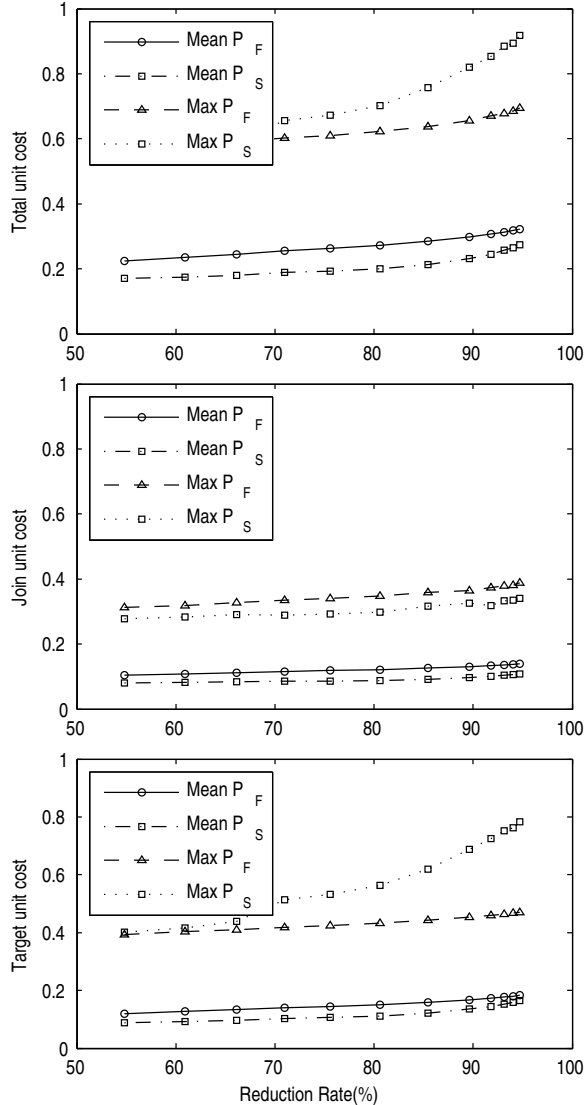 1
0.8
0.6
0.4
0.2
0
Total unit cost
Mean P F
Mean P S
Max P F
Max P S
50 60 70 80 90 100
1
0.8
0.6
0.4
0.2
0
Join unit cost
Mean P F
Mean P S
Max P F
Max P S
50 60 70 80 90 100
1
0.8
0.6
0.4
0.2
0
Target unit cost
Mean P F
Mean P S
Max P F
Max P S
50 60 70 80 90 100
Reduction Rate(%)